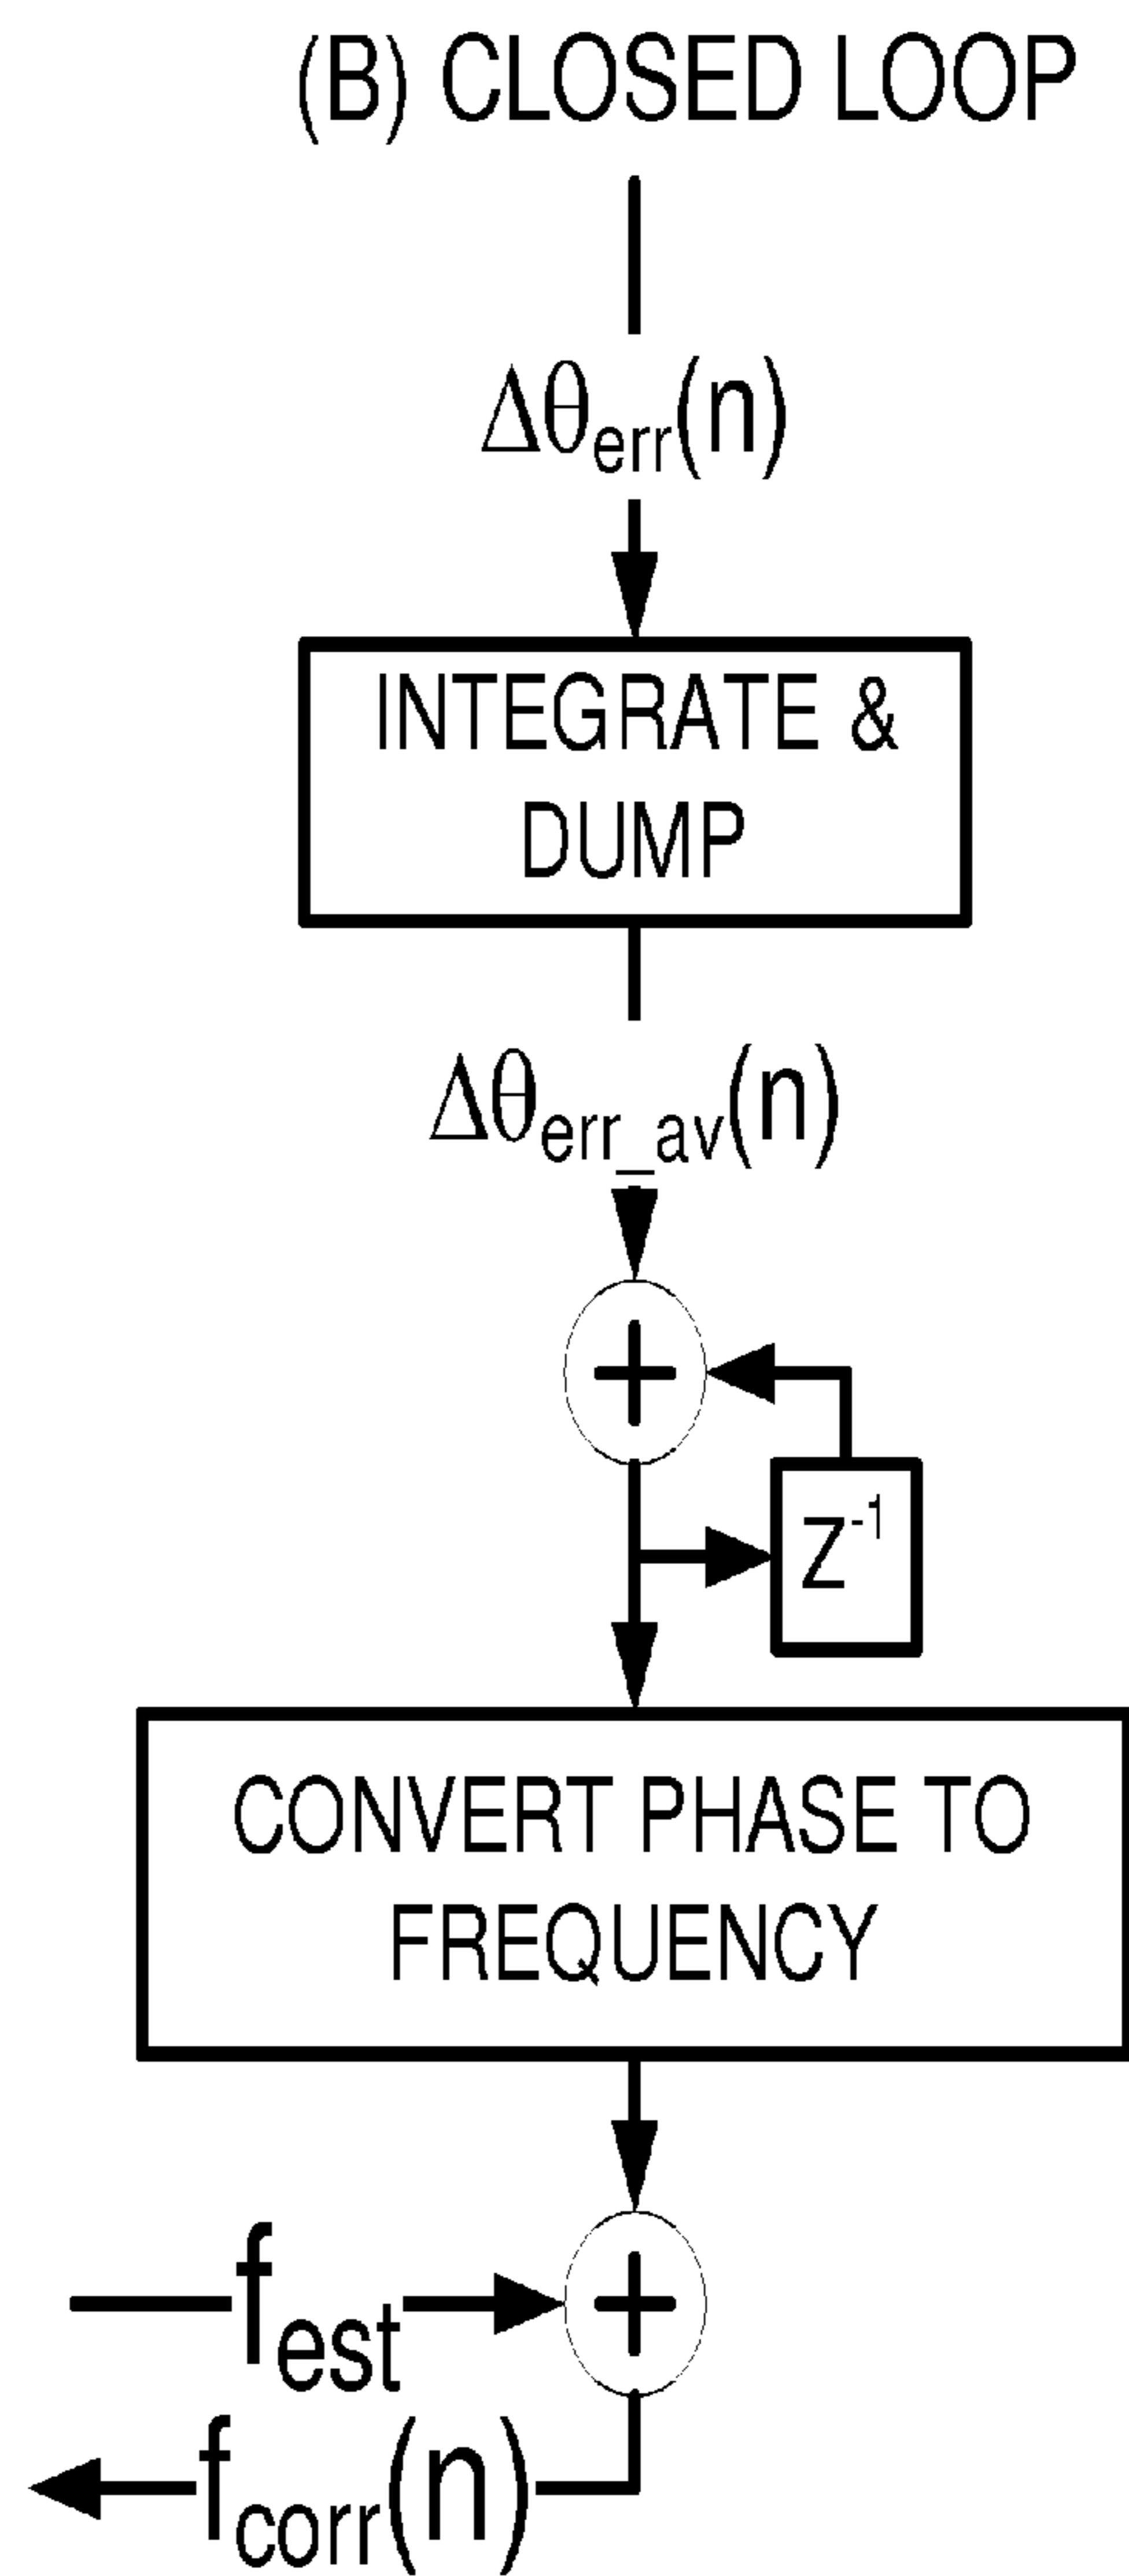 (B) CLOSED LOOP
Δθerr(n)
INTEGRATE &
DUMP
Δθerr_av(n)
+
Z-1
CONVERT PHASE TO
FREQUENCY
fest
+
fcorr(n)